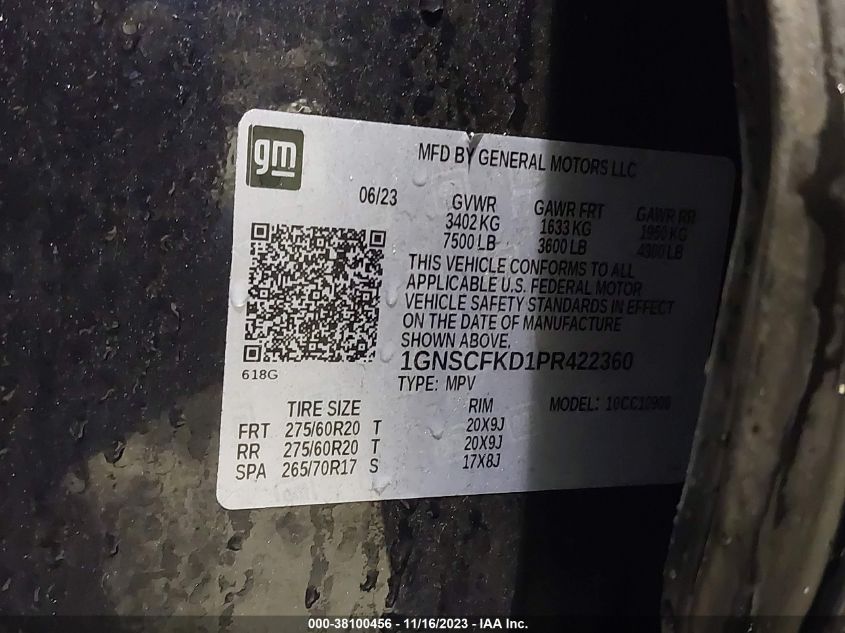 gm
MFD BY GENERAL MOTORS LLC
06/23
GVWR GAWR FRT GAWR RR
3402 KG 1633 KG 1950 KG
7500 LB 3600 LB 4300 LB
THIS VEHICLE CONFORMS TO ALL
APPLICABLE U.S. FEDERAL MOTOR
VEHICLE SAFETY STANDARDS IN EFFECT
ON THE DATE OF MANUFACTURE
SHOWN ABOVE.
618G
1GNSCFKD1PR422360
TYPE: MPV MODEL:
TIRE SIZE RIM
FRT 275/60R20 T 20X9J
RR 275/60R20 T 20X9J
SPA 265/70R17 S 17X8J
000-38100456 - 11/16/2023 - IAA Inc.